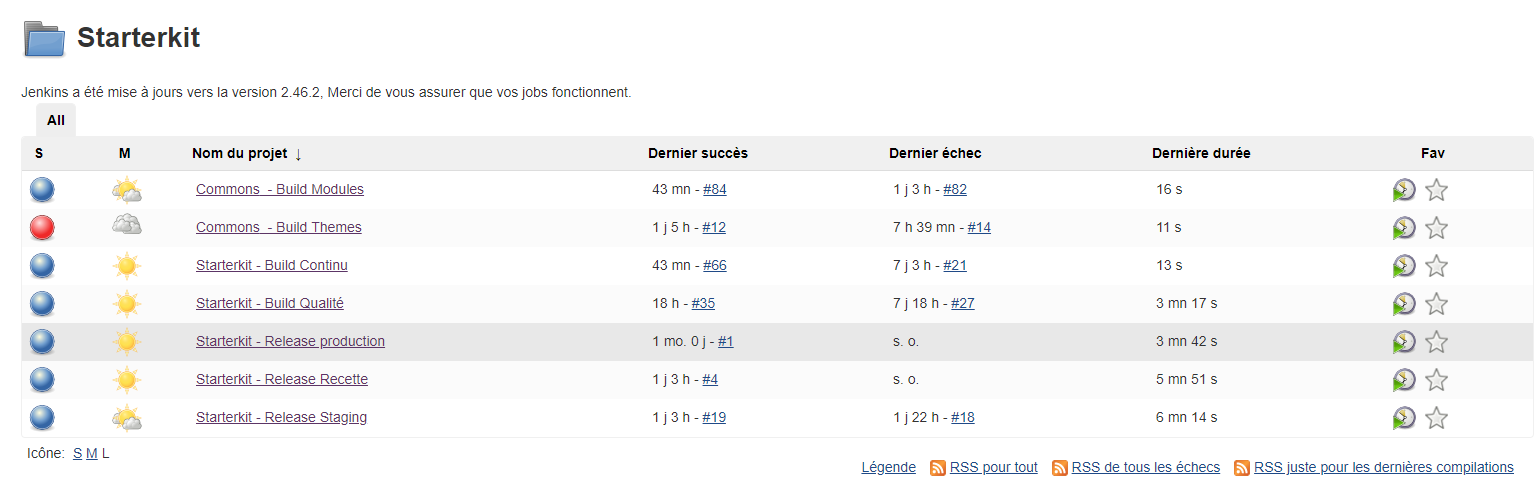 Starterkit
Jenkins a été mise à jours vers la version 2.46.2, Merci de vous assurer que vos jobs fonctionnent.
All
S M Nom du projet ↓ Dernier succès Dernier échec Dernière durée Fav
Commons - Build Modules 43 mn - #84 1 j 3 h - #82 16 s
Commons - Build Themes 1 j 5 h - #12 7 h 39 mn - #14 11 s
Starterkit - Build Continu 43 mn - #66 7 j 3 h - #21 13 s
Starterkit - Build Qualité 18 h - #35 7 j 18 h - #27 3 mn 17 s
Starterkit - Release production 1 mo. 0 j - #1 s. o. 3 mn 42 s
Starterkit - Release Recette 1 j 3 h - #4 s. o. 5 mn 51 s
Starterkit - Release Staging 1 j 3 h - #19 1 j 22 h - #18 6 mn 14 s
Icône: S M L
Légende RSS pour tout RSS de tous les échecs RSS juste pour les dernières compilations